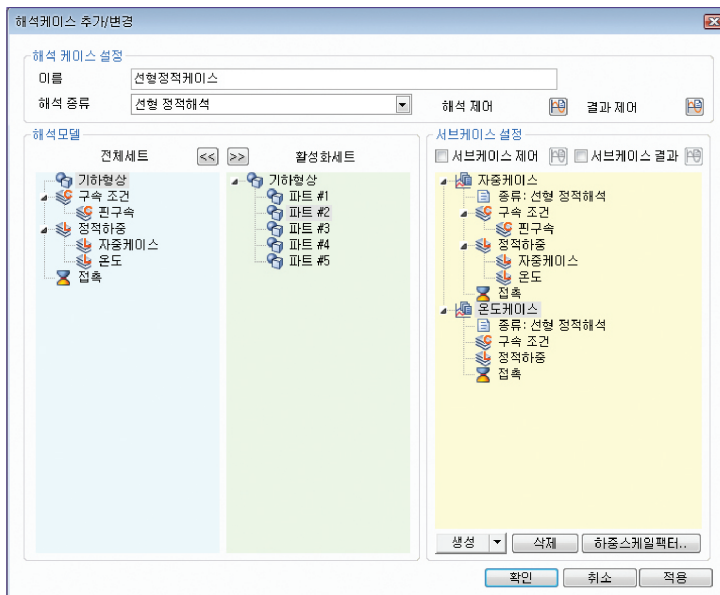 해석케이스 추가/변경
해석 케이스 설정
이름 선형정적케이스
해석 종류 선형 정적해석 해석 제어 결과 제어
해석모델
전체세트 << >> 활성화세트
기하형상
구속 조건
핀구속
정적하중
자중케이스
온도
접촉
기하형상
파트 #1
파트 #2
파트 #3
파트 #4
파트 #5
서브케이스 설정
서브케이스 제어 서브케이스 결과
자중케이스
종류: 선형 정적해석
구속 조건
핀구속
정적하중
자중케이스
온도
접촉
온도케이스
종류: 선형 정적해석
구속 조건
정적하중
접촉
생성 삭제 하중스케일팩터..
확인 취소 적용